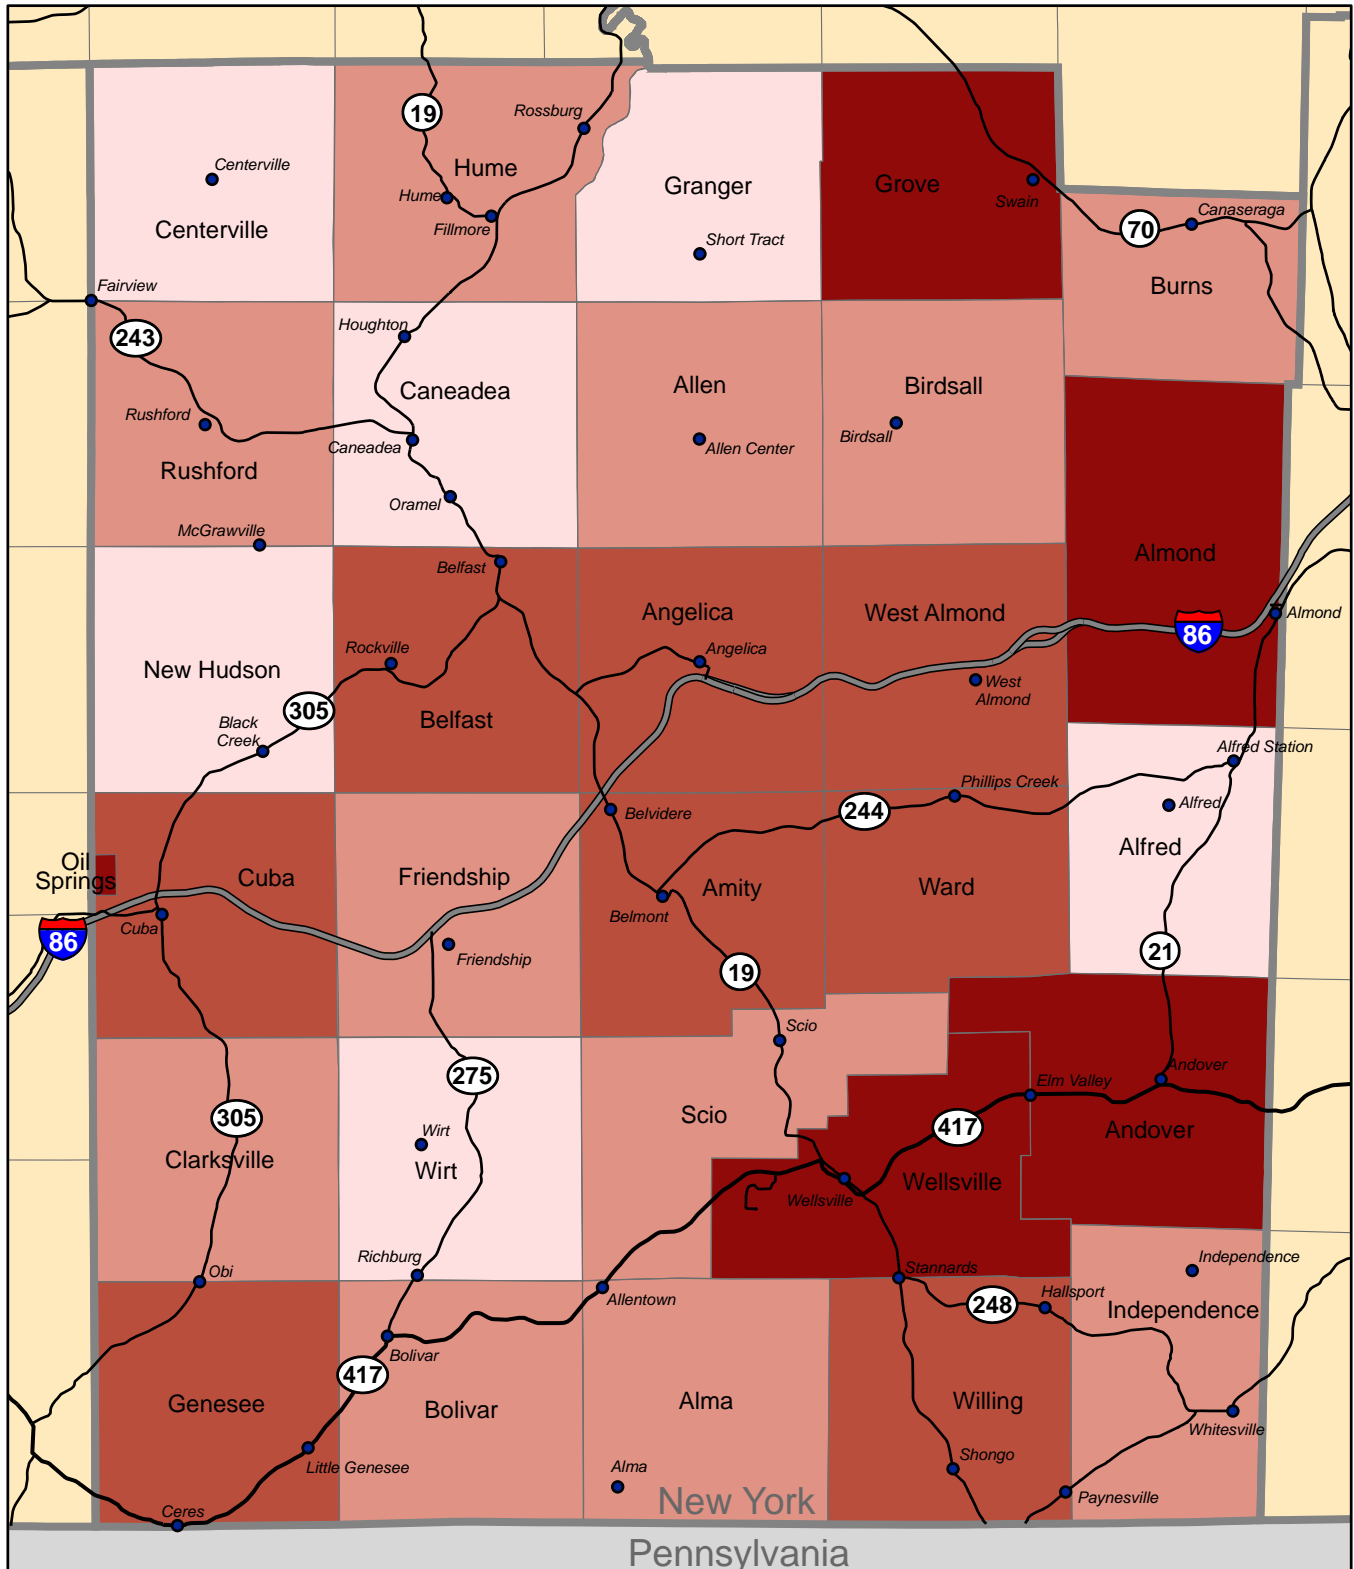 19
Rossburg
Hume
Centerville
Granger
Grove
Hume
Swain
Canaseraga
Fillmore
70
Centerville
Short Tract
Burns
Fairview
243
Houghton
Caneadea
Allen
Birdsall
Rushford
Caneadea
Allen Center
Birdsall
Rushford
Oramel
McGrawville
Belfast
Almond
Angelica
West Almond
Almond
86
Rockville
Angelica
New Hudson
West
Almond
305
Black
Creek
Belfast
Alfred Station
Phillips Creek
Belvidere
244
Alfred
Alfred
Oil
Springs
Cuba
Friendship
Amity
Ward
Belmont
Cuba
86
Friendship
19
21
Scio
275
Andover
Elm Valley
305
Scio
417
Andover
Wirt
Clarksville
Wirt
Wellsville
Wellsville
Richburg
Obi
Stannards
Independence
Allentown
248
Hallsport
Independence
Bolivar
417
Genesee
Bolivar
Alma
Willing
Whitesville
Little Genesee
Alma
Shongo
Paynesville
Ceres
New York
Pennsylvania